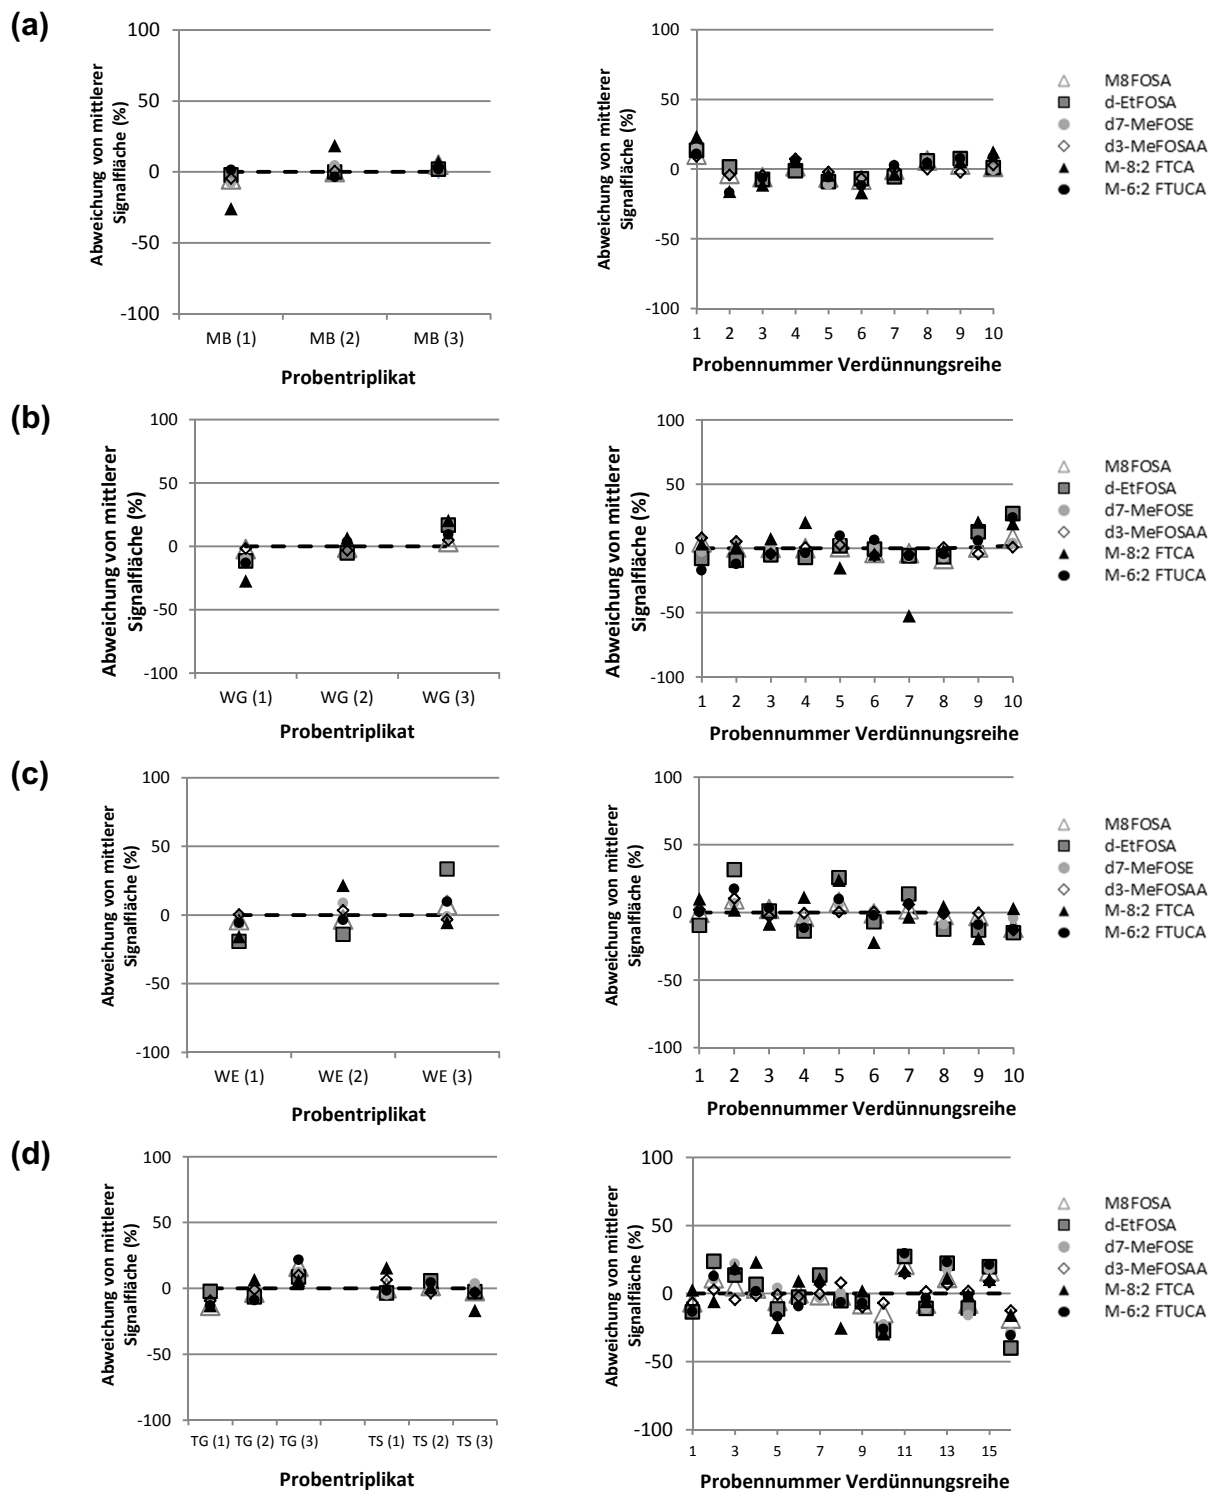 (a)
Abweichung von mittlerer
Signalfläche (%)
100
50
0
-50
-100
MB (1) MB (2) MB (3)
Probentriplikat
Abweichung von mittlerer
Signalfläche (%)
100
50
0
-50
-100
1 2 3 4 5 6 7 8 9 10
Probennummer Verdünnungsreihe
M8FOSA
d-EtFOSA
d7-MeFOSE
d3-MeFOSAA
M-8:2 FTCA
M-6:2 FTUCA
(b)
Abweichung von mittlerer
Signalfläche (%)
100
50
0
-50
-100
WG (1) WG (2) WG (3)
Probentriplikat
Abweichung von mittlerer
Signalfläche (%)
100
50
0
-50
-100
1 2 3 4 5 6 7 8 9 10
Probennummer Verdünnungsreihe
M8FOSA
d-EtFOSA
d7-MeFOSE
d3-MeFOSAA
M-8:2 FTCA
M-6:2 FTUCA
(c)
Abweichung von mittlerer
Signalfläche (%)
100
50
0
-50
-100
WE (1) WE (2) WE (3)
Probentriplikat
Abweichung von mittlerer
Signalfläche (%)
100
50
0
-50
-100
1 2 3 4 5 6 7 8 9 10
Probennummer Verdünnungsreihe
M8FOSA
d-EtFOSA
d7-MeFOSE
d3-MeFOSAA
M-8:2 FTCA
M-6:2 FTUCA
(d)
Abweichung von mittlerer
Signalfläche (%)
100
50
0
-50
-100
TG (1) TG (2) TG (3) TS (1) TS (2) TS (3)
Probentriplikat
Abweichung von mittlerer
Signalfläche (%)
100
50
0
-50
-100
1 3 5 7 9 11 13 15
Probennummer Verdünnungsreihe
M8FOSA
d-EtFOSA
d7-MeFOSE
d3-MeFOSAA
M-8:2 FTCA
M-6:2 FTUCA